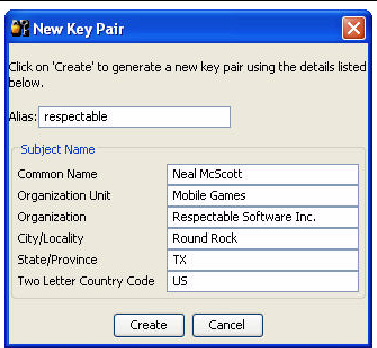 New Key Pair
Click on 'Create' to generate a new key pair using the details listed
below.
Alias: respectable
Subject Name
Common Name Neal McScott
Organization Unit Mobile Games
Organization Respectable Software Inc.
City/Locality Round Rock
State/Province TX
Two Letter Country Code US
Create Cancel